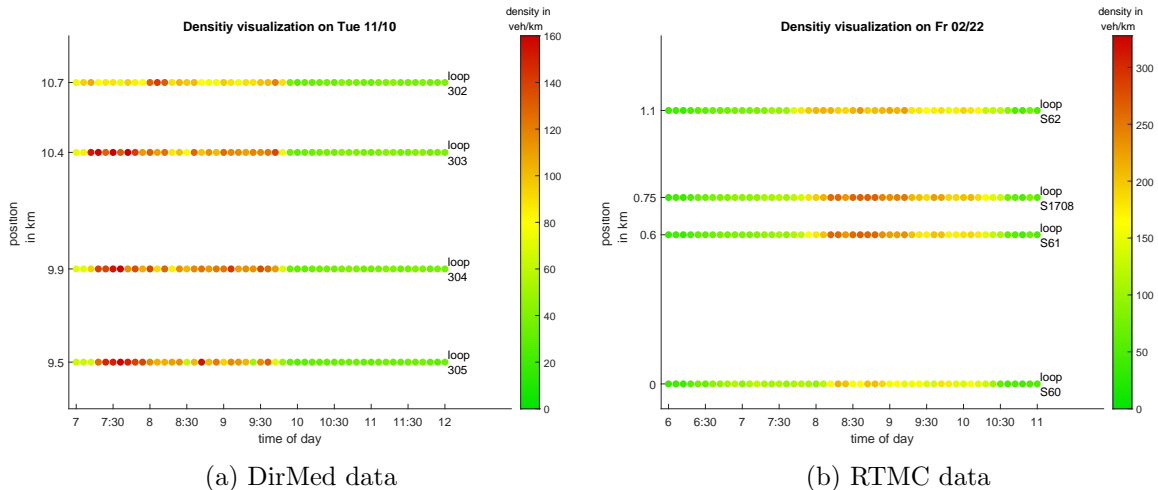 Densitiy visualization on Tue 11/10
density in
veh/km
160
140
120
100
80
60
40
20
0
position
in km
10.7
10.4
9.9
9.5
loop
302
loop
303
loop
304
loop
305
7 7:30 8 8:30 9 9:30 10 10:30 11 11:30 12
time of day
(a) DirMed data
Densitiy visualization on Fr 02/22
density in
veh/km
300
250
200
150
100
50
0
position
in km
1.1
0.75
0.6
0
loop
S62
loop
S1708
loop
S61
loop
S60
6 6:30 7 7:30 8 8:30 9 9:30 10 10:30 11
time of day
(b) RTMC data